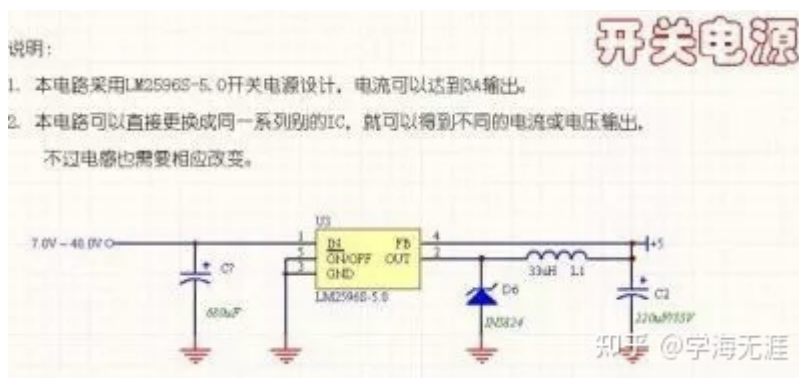 开关电源
说明：
1. 本电路采用LM2596S-5.0开关电源设计，电流可以达到3A输出。
2. 本电路可以直接更换成同一系列别的IC，就可以得到不同的电流或电压输出，
不过电感也需要相应改变。
U3
7.0V~40.0V
1 IN FB 4
5 ON/OFF OUT 2
3 GND
LM2596S-5.0
+5
C?
680uF
33uH L1
D6
IN5824
C2
220uF/35V
知乎 @学海无涯